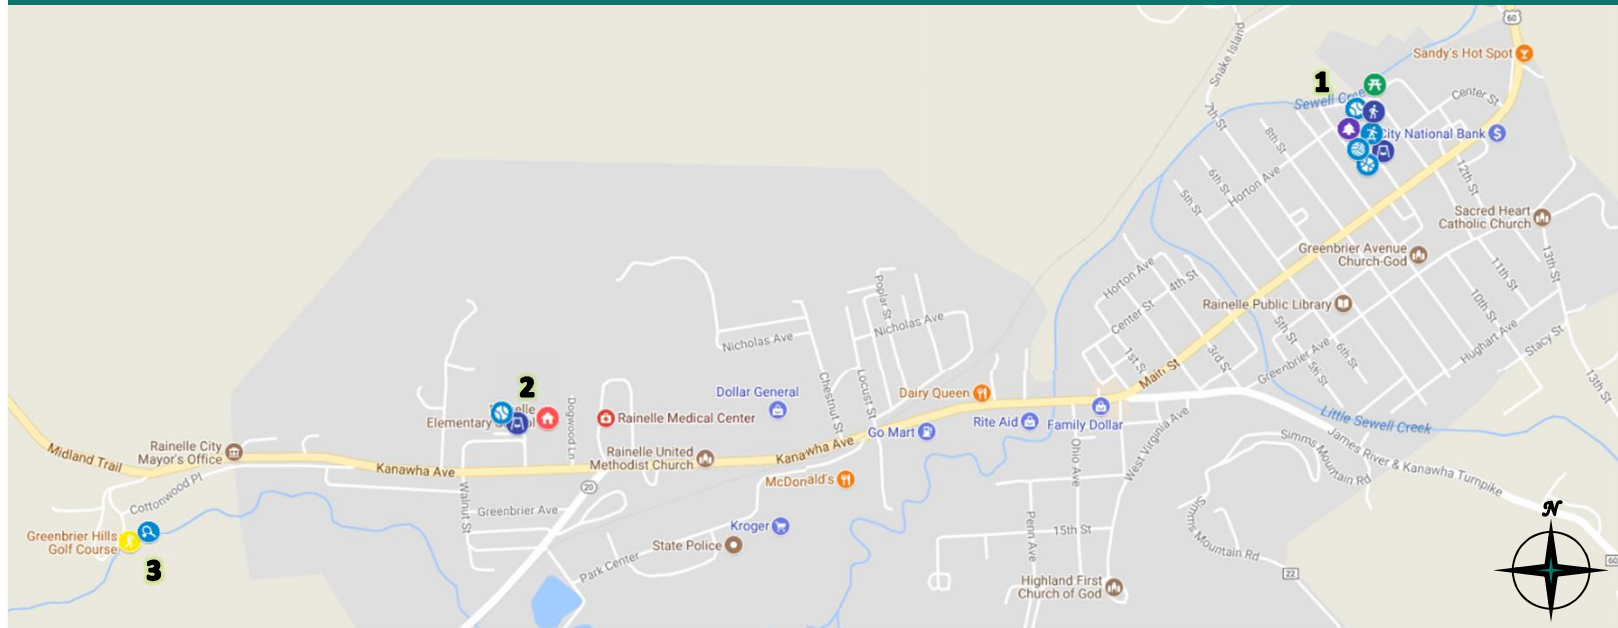 60
Sandy's Hot Spot
Snake Island
1
Sewell Cree
Center St
7th St
8th St
City National Bank
6th St
Horton Ave
12th St
5th St
Sacred Heart
Catholic Church
Greenbrier Avenue
Church-God
13th St
11th St
Horton Ave
4th St
Rainelle Public Library
10th St
Poplar St
Center St
Nicholas Ave
5th St
Hughart Ave
Stacy St
Nicholas Ave
1st St
3rd St
Greenbrier Ave
6th St
5th St
Main St
13th St
2
Dollar General
Chestnut St
Locust St
Dairy Queen
Elementary
Dogwood Ln
Rainelle Medical Center
Go Mart
Rite Aid
Family Dollar
West Virginia Ave
Little Sewell Creek
Rainelle City
Mayor's Office
Midland Trail
Kanawha Ave
Rainelle United
Methodist Church
Kanawha Ave
McDonald's
Ohio Ave
Simms Mountain Rd
James River & Kanawha Turnpike
Cottonwood Pl
20
Walnut St
Greenbrier Ave
Kroger
State Police
Penn Ave
15th St
Simms Mountain Rd
N
Greenbrier Hills
Golf Course
3
Park Center
Highland First
Church of God
22
60